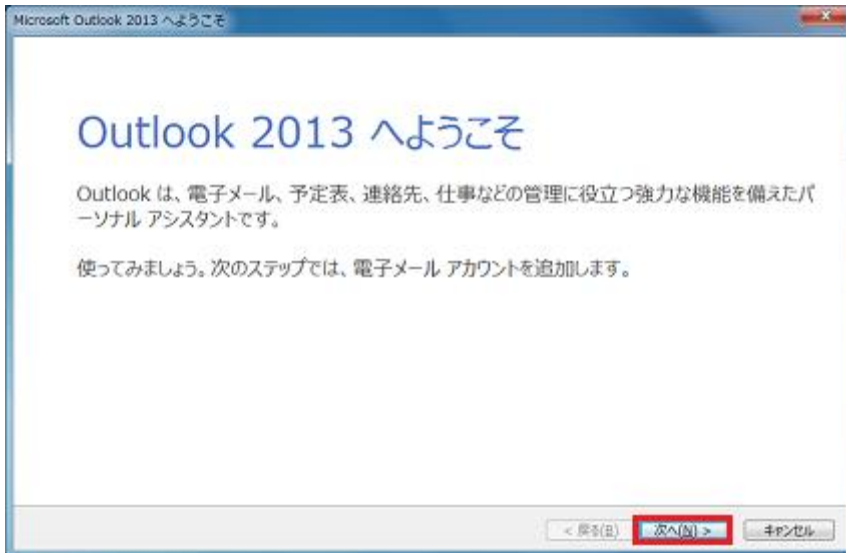 Microsoft Outlook 2013 へようこそ
Outlook 2013 へようこそ
Outlook は、電子メール、予定表、連絡先、仕事などの管理に役立つ強力な機能を備えたパ
ーソナル アシスタントです。
使ってみましょう。次のステップでは、電子メール アカウントを追加します。
< 戻る(B) 次へ(N) > キャンセル